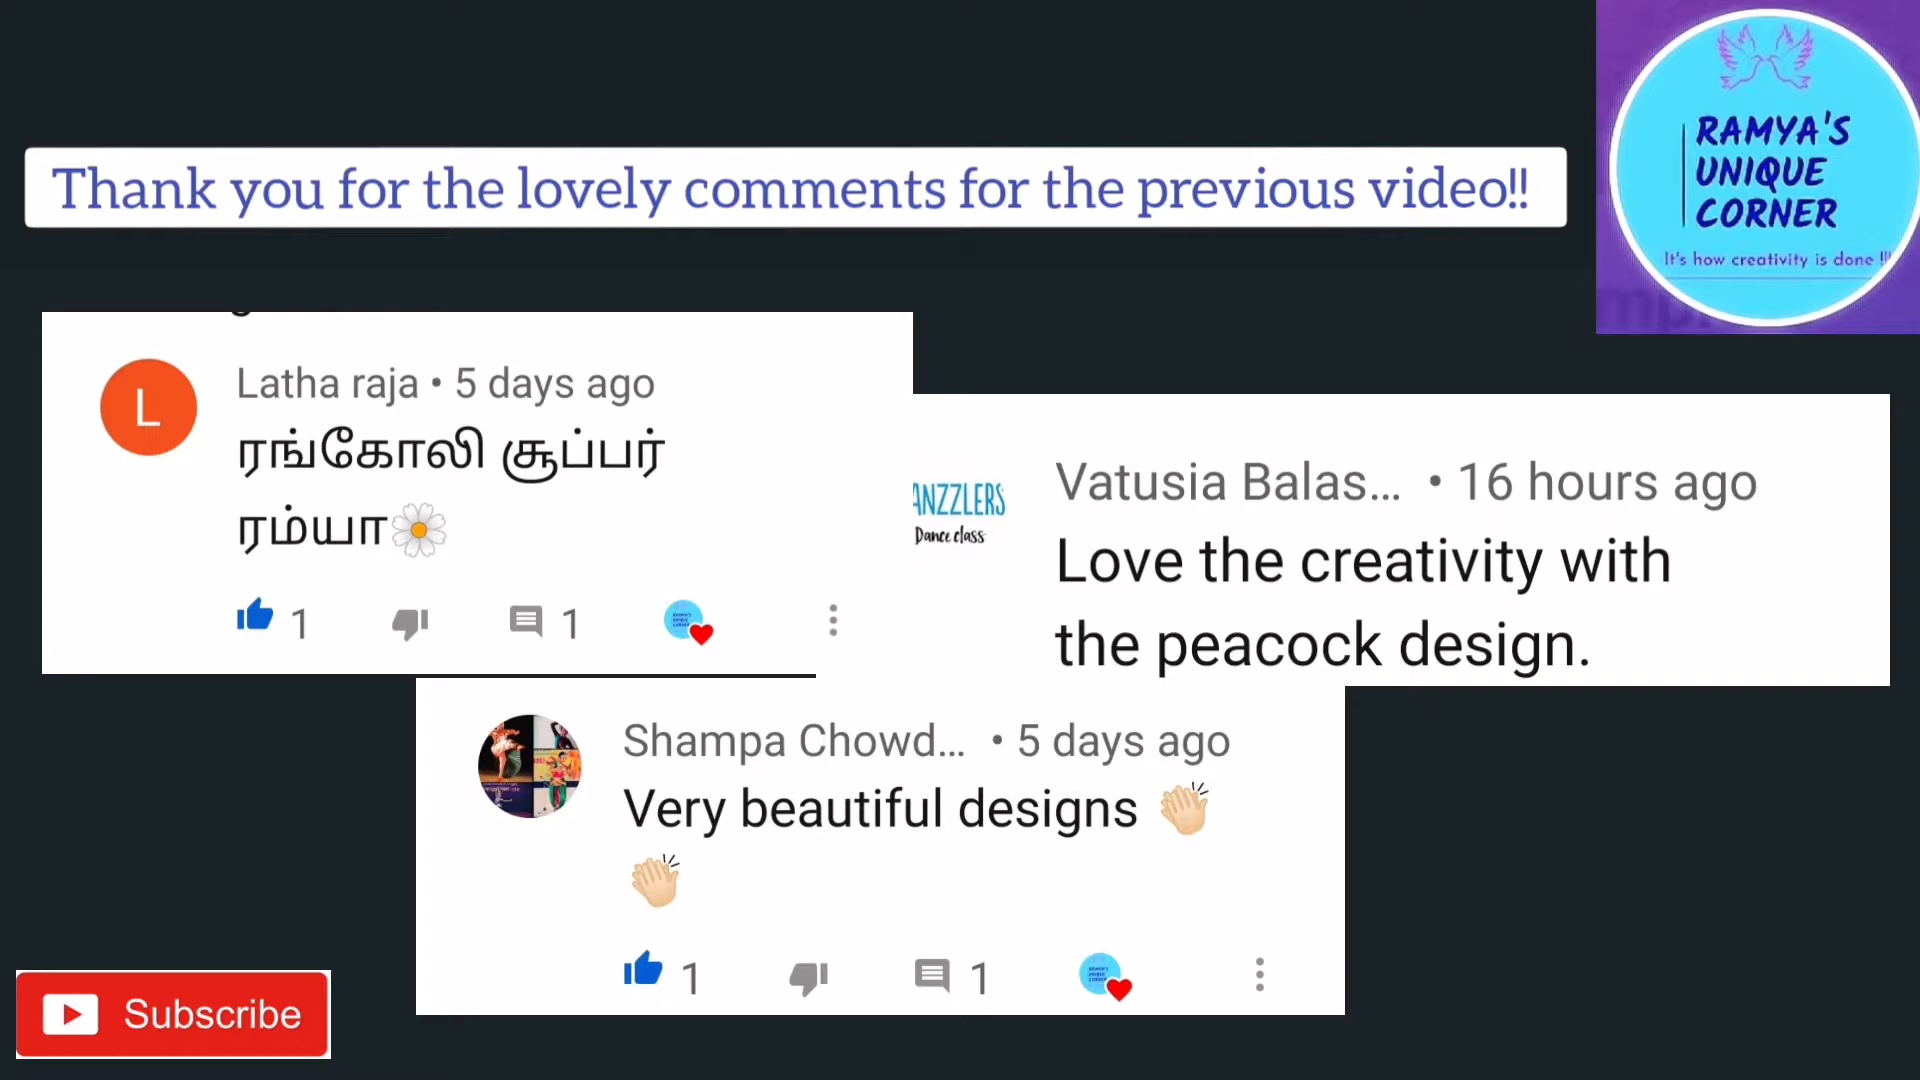 RAMYA'S
UNIQUE
CORNER
It's how creativity is done !!!
Thank you for the lovely comments for the previous video!!
L
Latha raja • 5 days ago
ரங்கோலி சூப்பர்
ரம்யா🌼
1 1
ANZZLERS
Dance class
Vatusia Balas... • 16 hours ago
Love the creativity with
the peacock design.
Shampa Chowd... • 5 days ago
Very beautiful designs 👏🏻
👏🏻
1 1
Subscribe